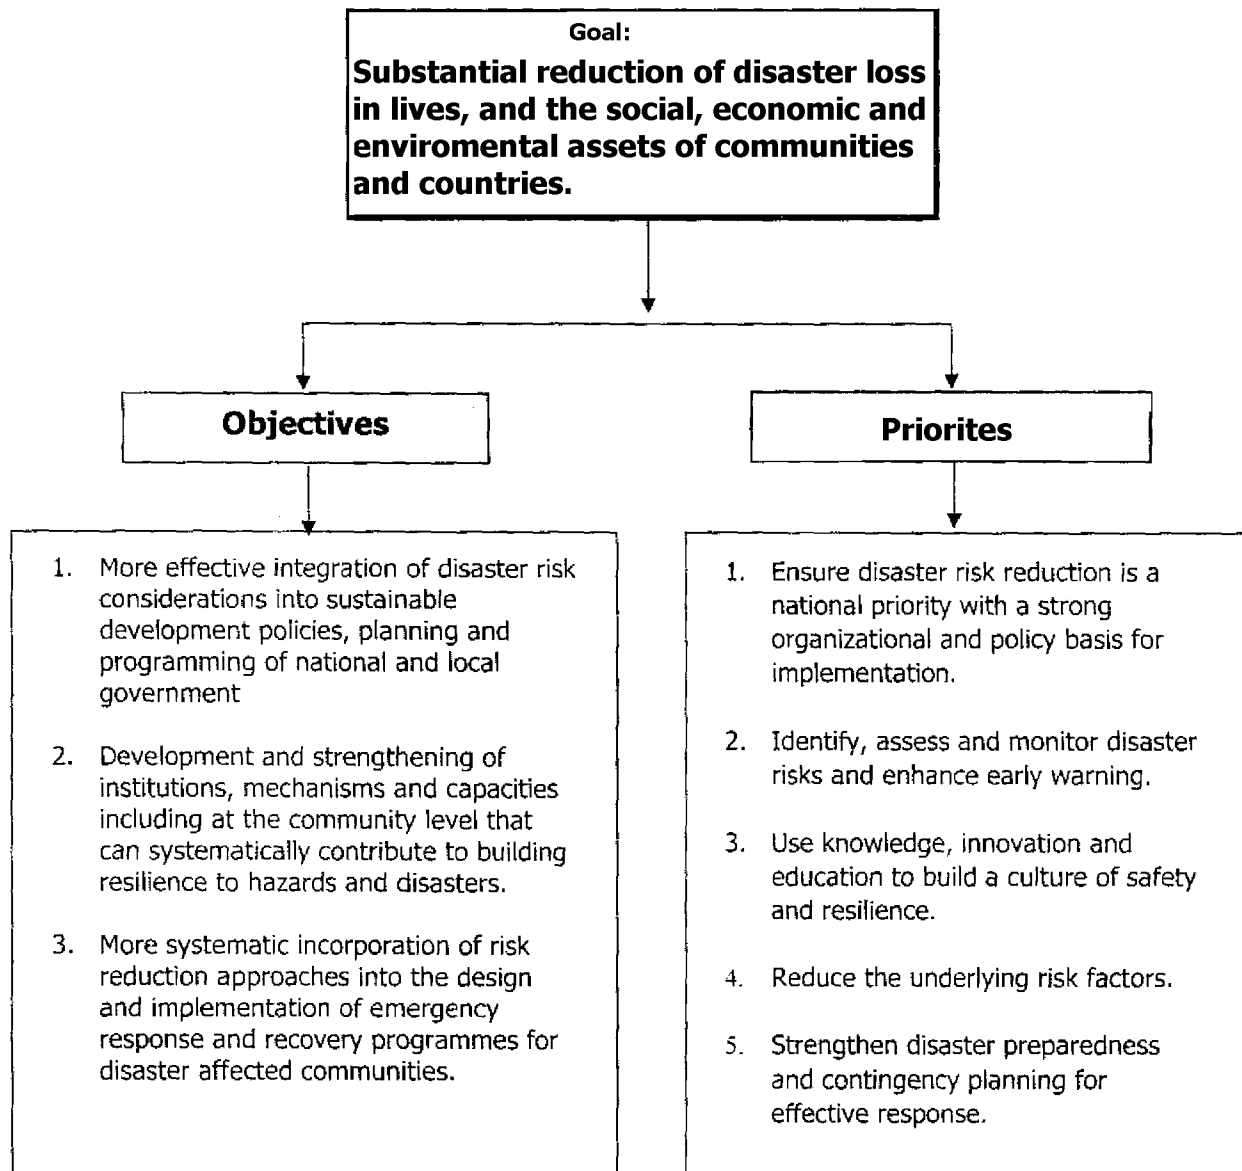 Goal:
Substantial reduction of disaster loss
in lives, and the social, economic and
enviromental assets of communities
and countries.
Objectives
Priorites
1. More effective integration of disaster risk
considerations into sustainable
development policies, planning and
programming of national and local
government
2. Development and strengthening of
institutions, mechanisms and capacities
including at the community level that
can systematically contribute to building
resilience to hazards and disasters.
3. More systematic incorporation of risk
reduction approaches into the design
and implementation of emergency
response and recovery programmes for
disaster affected communities.
1. Ensure disaster risk reduction is a
national priority with a strong
organizational and policy basis for
implementation.
2. Identify, assess and monitor disaster
risks and enhance early warning.
3. Use knowledge, innovation and
education to build a culture of safety
and resilience.
4. Reduce the underlying risk factors.
5. Strengthen disaster preparedness
and contingency planning for
effective response.